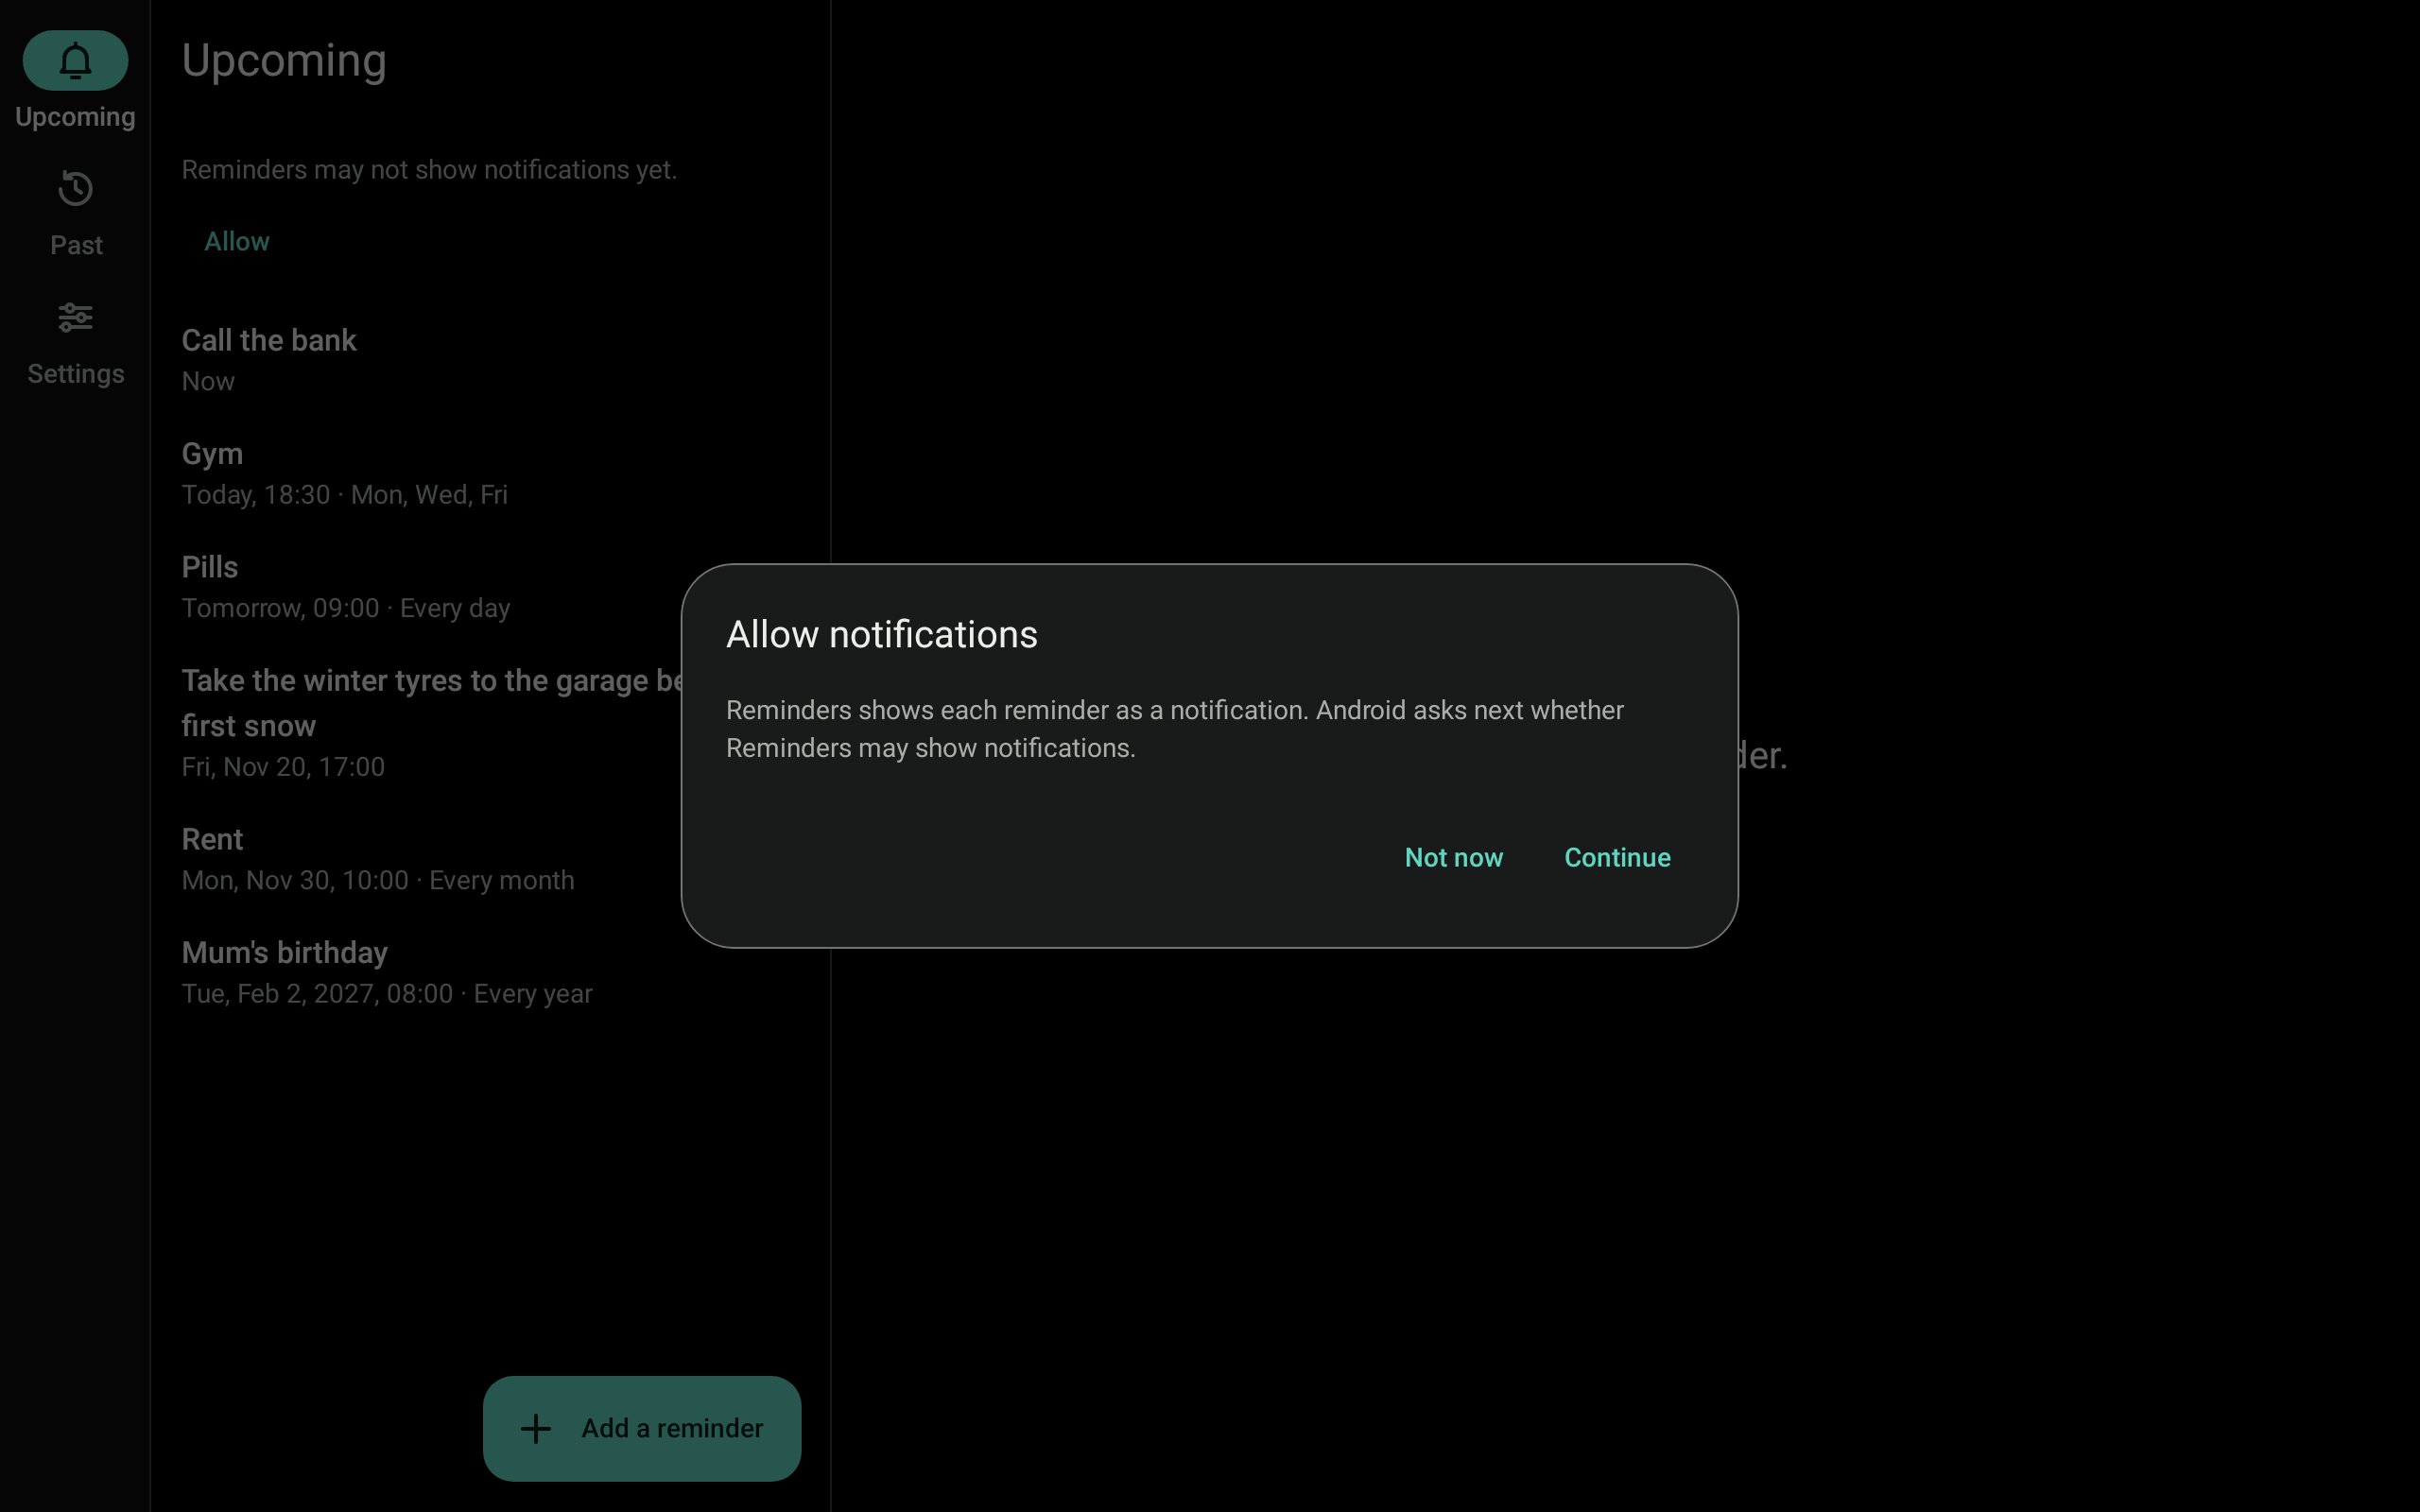 Upcoming
Past
Settings
Upcoming
Reminders may not show notifications yet.
Allow
Call the bank
Now
Gym
Today, 18:30 · Mon, Wed, Fri
Pills
Tomorrow, 09:00 · Every day
Take the winter tyres to the garage
first snow
Fri, Nov 20, 17:00
Rent
Mon, Nov 30, 10:00 · Every month
Mum's birthday
Tue, Feb 2, 2027, 08:00 · Every year
Add a reminder
Allow notifications
Reminders shows each reminder as a notification. Android asks next whether
Reminders may show notifications.
Not now
Continue